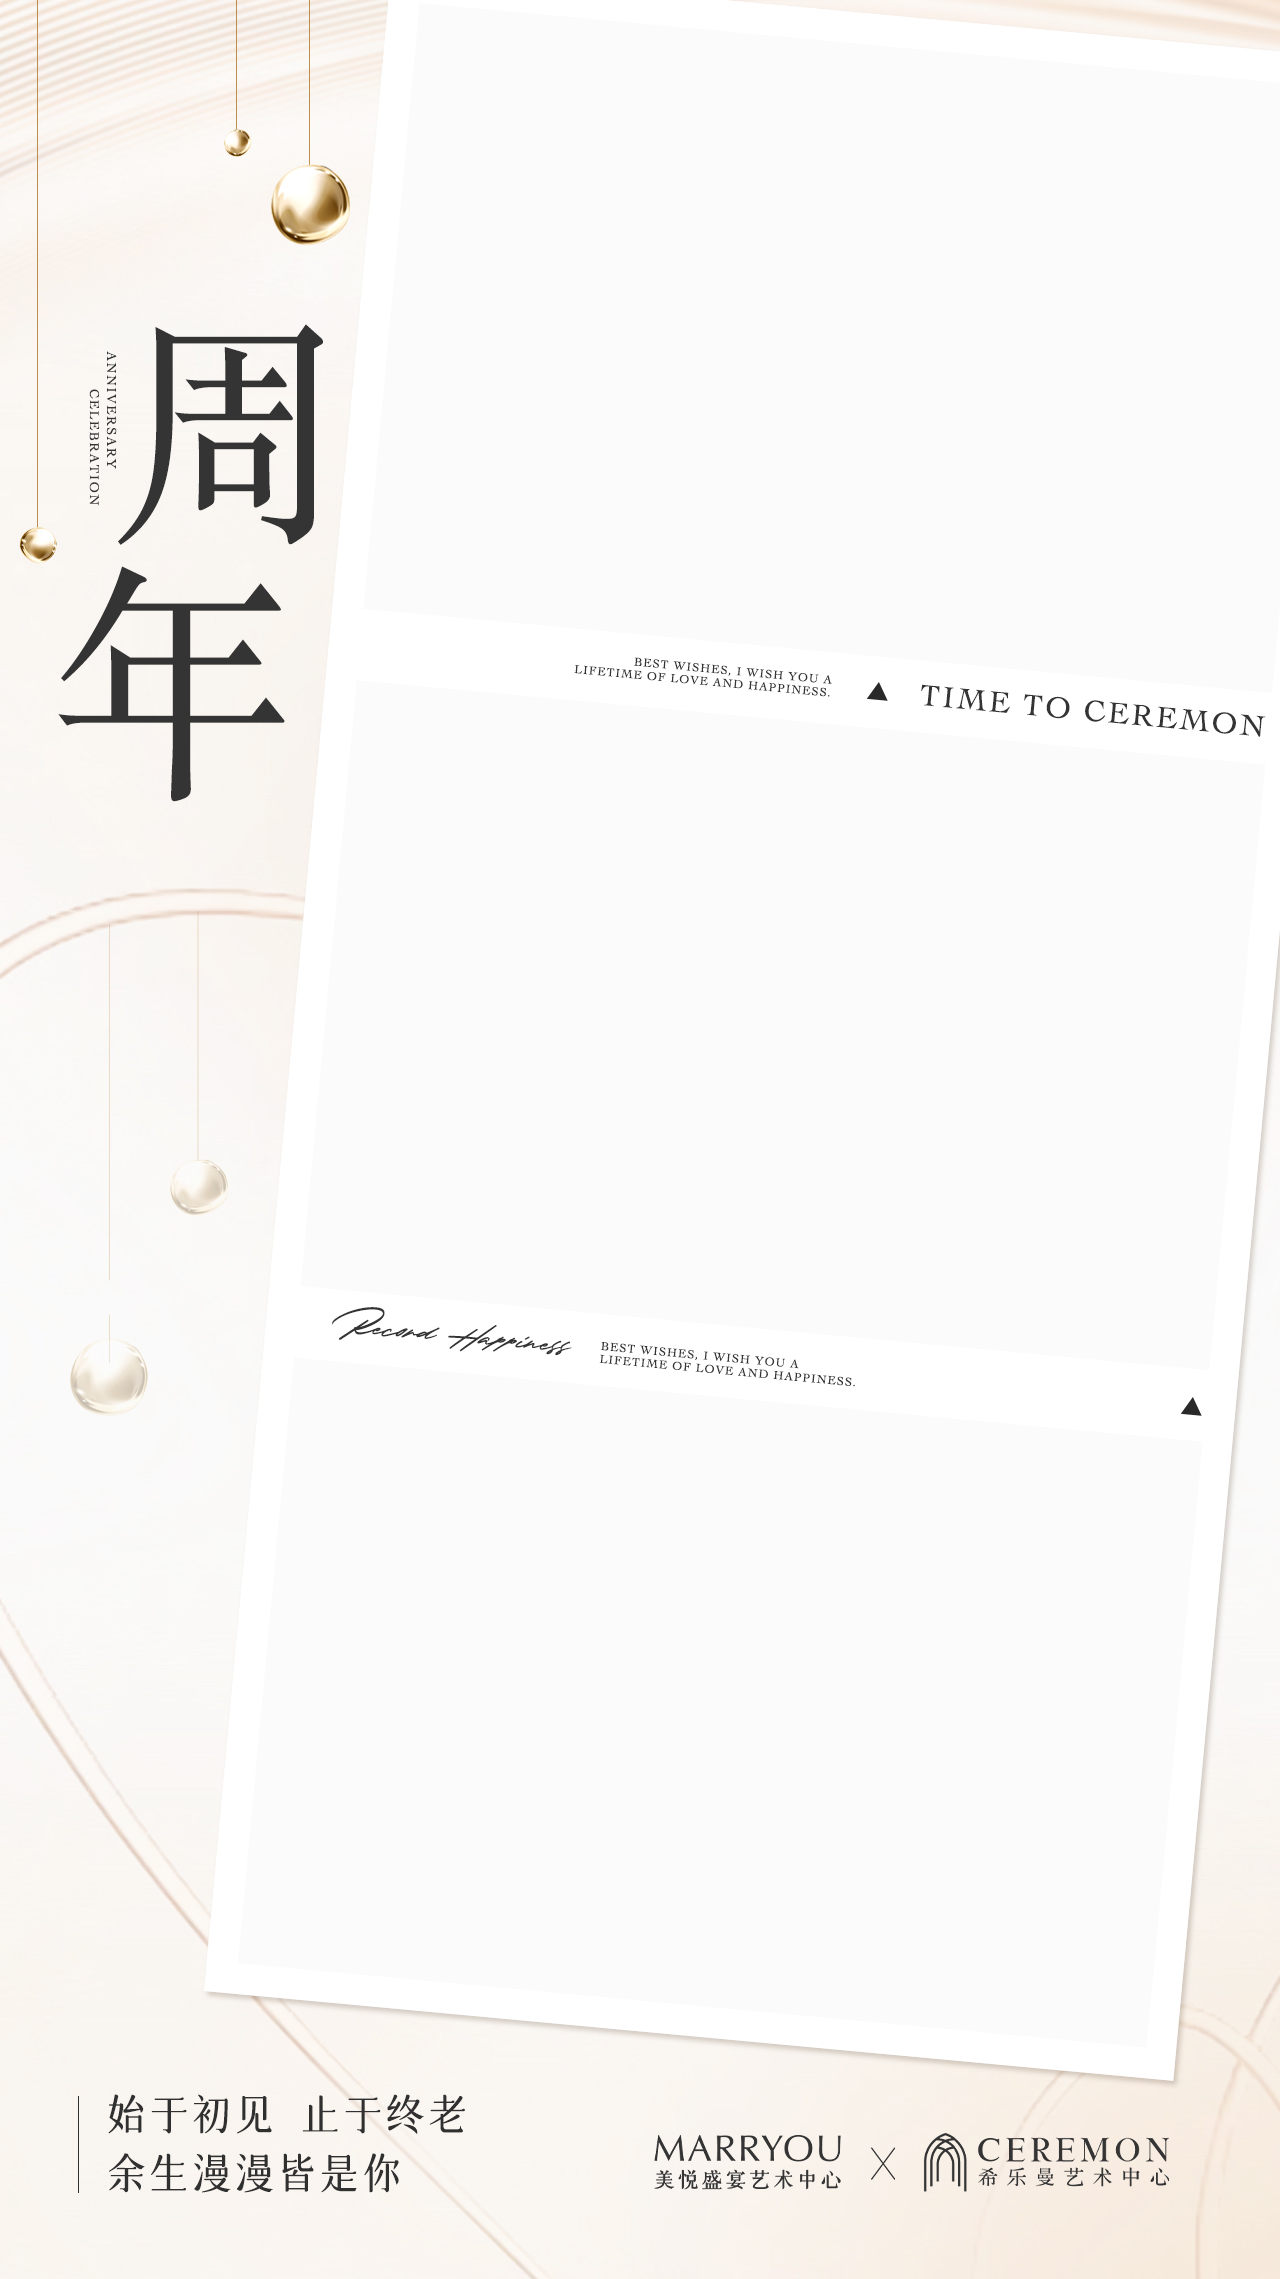 周年
ANNIVERSARY
CELEBRATION
BEST WISHES, I WISH YOU A
LIFETIME OF LOVE AND HAPPINESS.
▲ TIME TO CEREMON
Record Happiness
BEST WISHES, I WISH YOU A
LIFETIME OF LOVE AND HAPPINESS.
▲
始于初见 止于终老
余生漫漫皆是你
MARRYOU
美悦盛宴艺术中心
CEREMON
希乐曼艺术中心